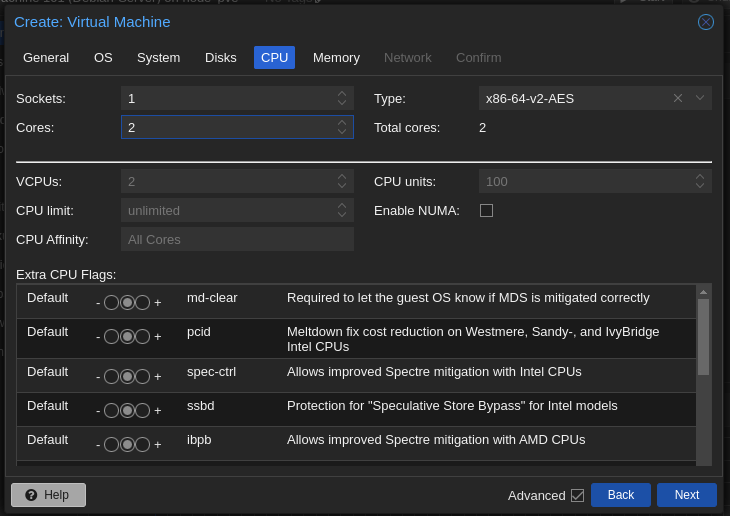 Create: Virtual Machine
General OS System Disks CPU Memory Network Confirm
Sockets: 1 Type: x86-64-v2-AES
Cores: 2 Total cores: 2
VCPUs: 2 CPU units: 100
CPU limit: unlimited Enable NUMA:
CPU Affinity: All Cores
Extra CPU Flags:
Default - + md-clear Required to let the guest OS know if MDS is mitigated correctly
Default - + pcid Meltdown fix cost reduction on Westmere, Sandy-, and IvyBridge
Intel CPUs
Default - + spec-ctrl Allows improved Spectre mitigation with Intel CPUs
Default - + ssbd Protection for "Speculative Store Bypass" for Intel models
Default - + ibpb Allows improved Spectre mitigation with AMD CPUs
? Help Advanced Back Next